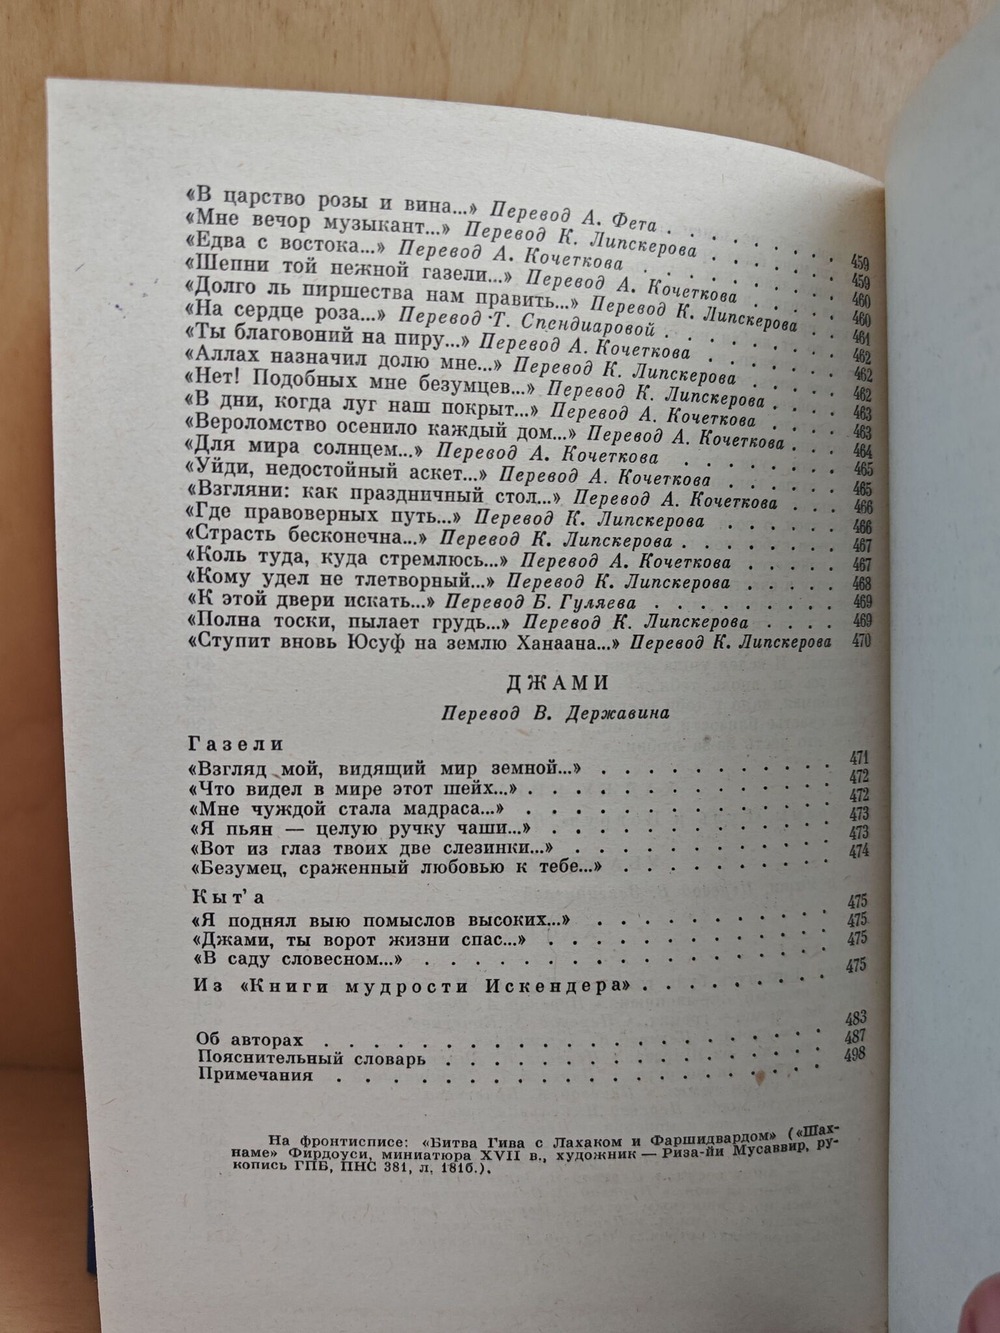 «В царство розы и вина...» Перевод А. Фета . . . . . . . . 459
«Мне вечор музыкант...» Перевод К. Липскерова . . . . . . 459
«Едва с востока...» Перевод А. Кочеткова . . . . . . . . . 460
«Шепни той нежной газели...» Перевод А. Кочеткова . . . . . 460
«Долго ль пиршества нам править...» Перевод К. Липскерова . . 461
«На сердце роза...» Перевод Т. Спендиаровой . . . . . . . . 462
«Ты благовоний на пиру...» Перевод А. Кочеткова . . . . . . 462
«Аллах назначил долю мне...» Перевод К. Липскерова . . . . . 462
«Нет! Подобных мне безумцев...» Перевод К. Липскерова . . . . 463
«В дни, когда луг наш покрыт...» Перевод А. Кочеткова . . . . 463
«Вероломство осенило каждый дом...» Перевод А. Кочеткова . . . 464
«Для мира солнцем...» Перевод А. Кочеткова . . . . . . . 465
«Уйди, недостойный аскет...» Перевод А. Кочеткова . . . . . 465
«Взгляни: как праздничный стол...» Перевод А. Кочеткова . . . 466
«Где правоверных путь...» Перевод К. Липскерова . . . . . . 466
«Страсть бесконечна...» Перевод К. Липскерова . . . . . . . . 467
«Коль туда, куда стремлюсь...» Перевод А. Кочеткова . . . . . 467
«Кому удел не тлетворный...» Перевод К. Липскерова . . . . . 468
«К этой двери искать...» Перевод Б. Гуляева . . . . . . . . . 469
«Полна тоски, пылает грудь...» Перевод К. Липскерова . . . . 469
«Ступит вновь Юсуф на землю Ханаана...» Перевод К. Липскерова 470
ДЖАМИ
Перевод В. Державина
Газели
«Взгляд мой, видящий мир земной...» . . . . . . . . . . . 471
«Что видел в мире этот шейх...» . . . . . . . . . . . . . . 472
«Мне чуждой стала мадраса...» . . . . . . . . . . . . . . 472
«Я пьян — целую ручку чаши...» . . . . . . . . . . . . . 473
«Вот из глаз твоих две слезинки...» . . . . . . . . . . . . 473
«Безумец, сраженный любовью к тебе...» . . . . . . . . . 474
Кыт’а
«Я поднял выю помыслов высоких...» . . . . . . . . . . 475
«Джами, ты ворот жизни спас...» . . . . . . . . . . . . 475
«В саду словесном...» . . . . . . . . . . . . . . . . . 475
Из «Книги мудрости Искендера» . . . . . . . . . 475
Об авторах . . . . . . . . . . . . . . . . . . . . . 483
Пояснительный словарь . . . . . . . . . . . . . . . . 487
Примечания . . . . . . . . . . . . . . . . . . . . . 498
На фронтисписе: «Битва Гива с Лахаком и Фаршидвардом» («Шах-
наме» Фирдоуси, миниатюра XVII в., художник — Риза-йи Мусаввир, ру-
копись ГПБ, ПНС 381, л. 181б.).